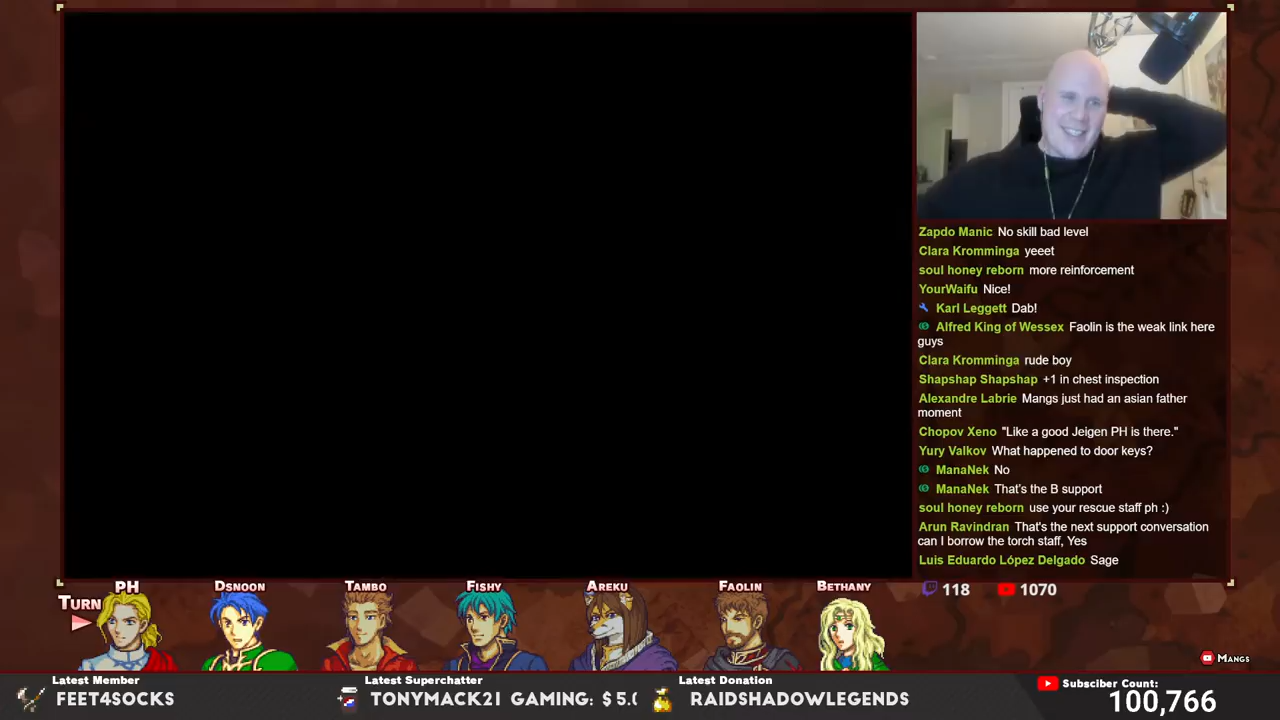 Zapdo Manic No skill bad level
Clara Kromminga yeeet
soul honey reborn more reinforcement
YourWaifu Nice!
Karl Leggett Dab!
Alfred King of Wessex Faolin is the weak link here
guys
Clara Kromminga rude boy
Shapshap Shapshap +1 in chest inspection
Alexandre Labrie Mangs just had an asian father
moment
Chopov Xeno "Like a good Jeigen PH is there."
Yury Valkov What happened to door keys?
ManaNek No
ManaNek That's the B support
soul honey reborn use your rescue staff ph :)
Arun Ravindran That's the next support conversation
can I borrow the torch staff, Yes
Luis Eduardo López Delgado Sage
PH Dsnoon Tambo Fishy Areku Faolin Bethany
118 1070
Turn
Mangs
Latest Member Latest Superchatter Latest Donation Subsciber Count:
FEET4SOCKS TONYMACK21 GAMING: $5.0 RAIDSHADOWLEGENDS 100,766